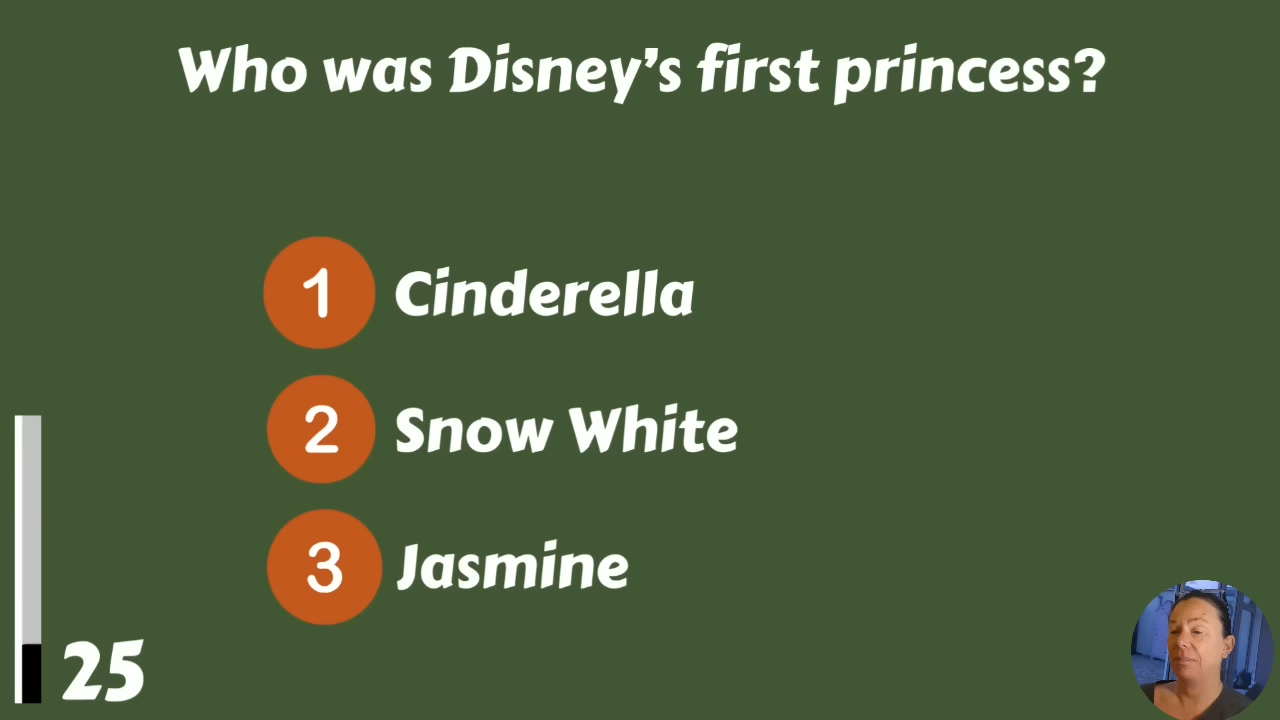 Who was Disney’s first princess?
1 Cinderella
2 Snow White
3 Jasmine
25